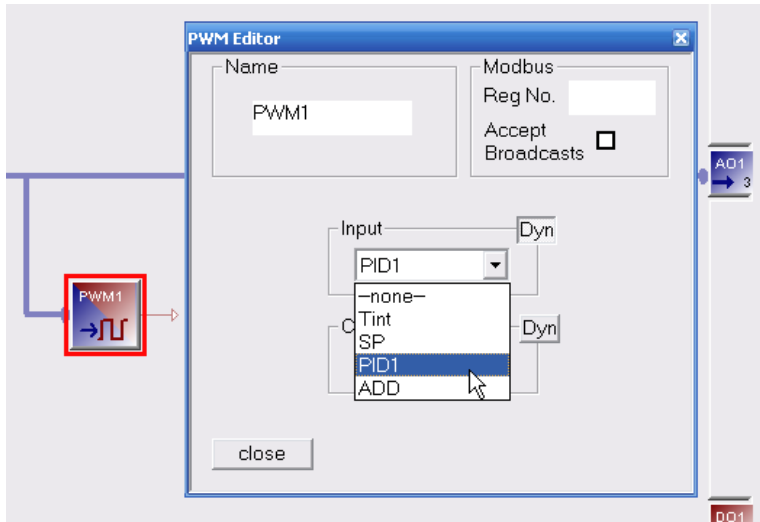 PWM Editor
Name
PWM1
Modbus
Reg No.
Accept
Broadcasts
AO1
3
Input
Dyn
PID1
PWM1
–none–
Tint
SP
PID1
ADD
Dyn
close